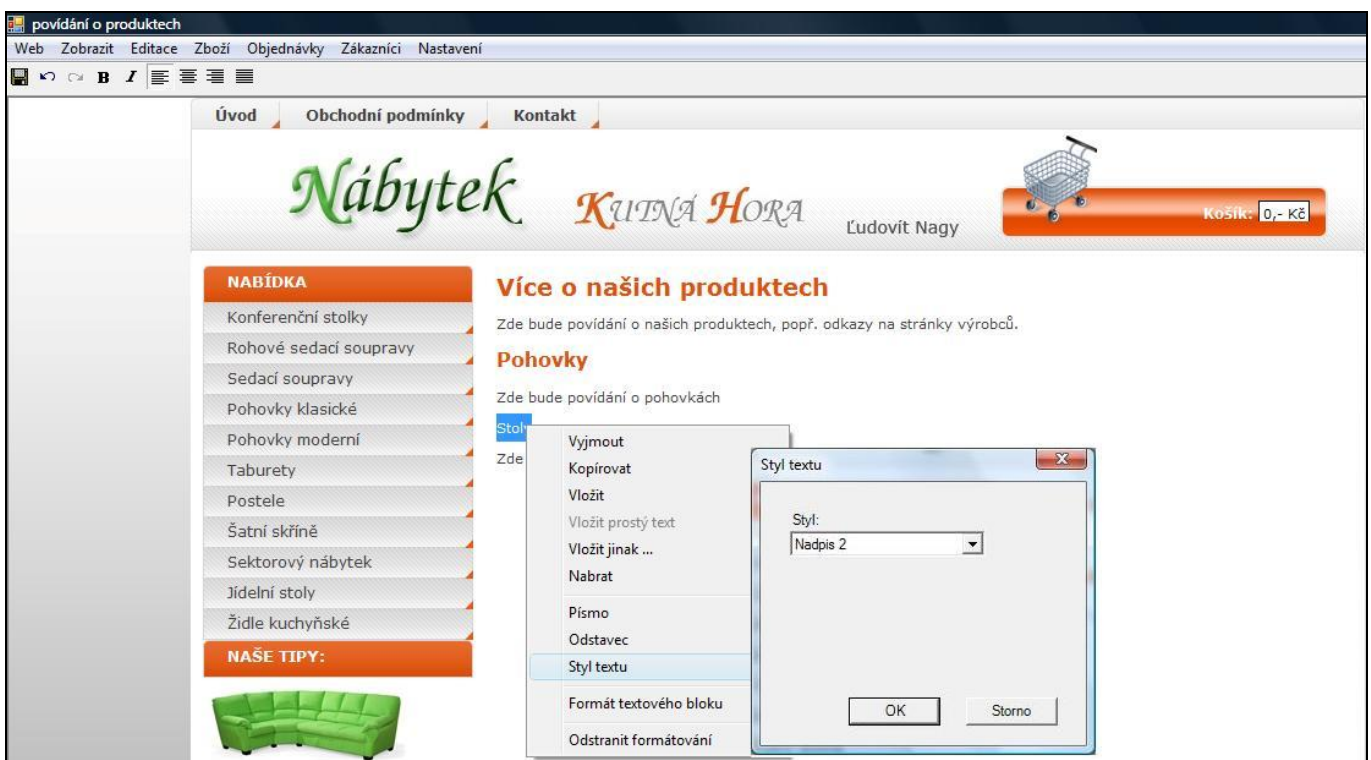 povídání o produktech
Web Zobrazit Editace Zboží Objednávky Zákazníci Nastavení
B I
Úvod Obchodní podmínky Kontakt
Nábytek KUTNÁ HORA Ľudovít Nagy Košík: 0,- Kč
NABÍDKA
Konferenční stolky
Rohové sedací soupravy
Sedací soupravy
Pohovky klasické
Pohovky moderní
Taburety
Postele
Šatní skříně
Sektorový nábytek
Jídelní stoly
Židle kuchyňské
NAŠE TIPY:
Více o našich produktech
Zde bude povídání o našich produktech, popř. odkazy na stránky výrobců.
Pohovky
Zde bude povídání o pohovkách
Stoly
Zde
Vyjmout
Kopírovat
Vložit
Vložit prostý text
Vložit jinak ...
Nabrat
Písmo
Odstavec
Styl textu
Formát textového bloku
Odstranit formátování
Styl textu
Styl:
Nadpis 2
OK Storno